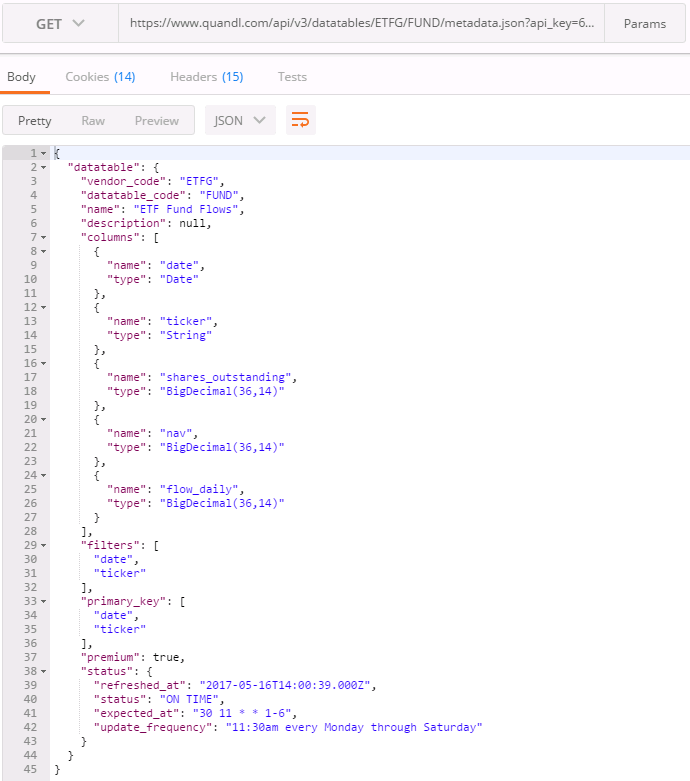 GET https://www.quandl.com/api/v3/datatables/ETFG/FUND/metadata.json?api_key=6... Params
Body Cookies (14) Headers (15) Tests
Pretty Raw Preview JSON
1 {
2 "datatable": {
3 "vendor_code": "ETFG",
4 "datatable_code": "FUND",
5 "name": "ETF Fund Flows",
6 "description": null,
7 "columns": [
8 {
9 "name": "date",
10 "type": "Date"
11 },
12 {
13 "name": "ticker",
14 "type": "String"
15 },
16 {
17 "name": "shares_outstanding",
18 "type": "BigDecimal(36,14)"
19 },
20 {
21 "name": "nav",
22 "type": "BigDecimal(36,14)"
23 },
24 {
25 "name": "flow_daily",
26 "type": "BigDecimal(36,14)"
27 }
28 ],
29 "filters": [
30 "date",
31 "ticker"
32 ],
33 "primary_key": [
34 "date",
35 "ticker"
36 ],
37 "premium": true,
38 "status": {
39 "refreshed_at": "2017-05-16T14:00:39.000Z",
40 "status": "ON TIME",
41 "expected_at": "30 11 * * 1-6",
42 "update_frequency": "11:30am every Monday through Saturday"
43 }
44 }
45 }